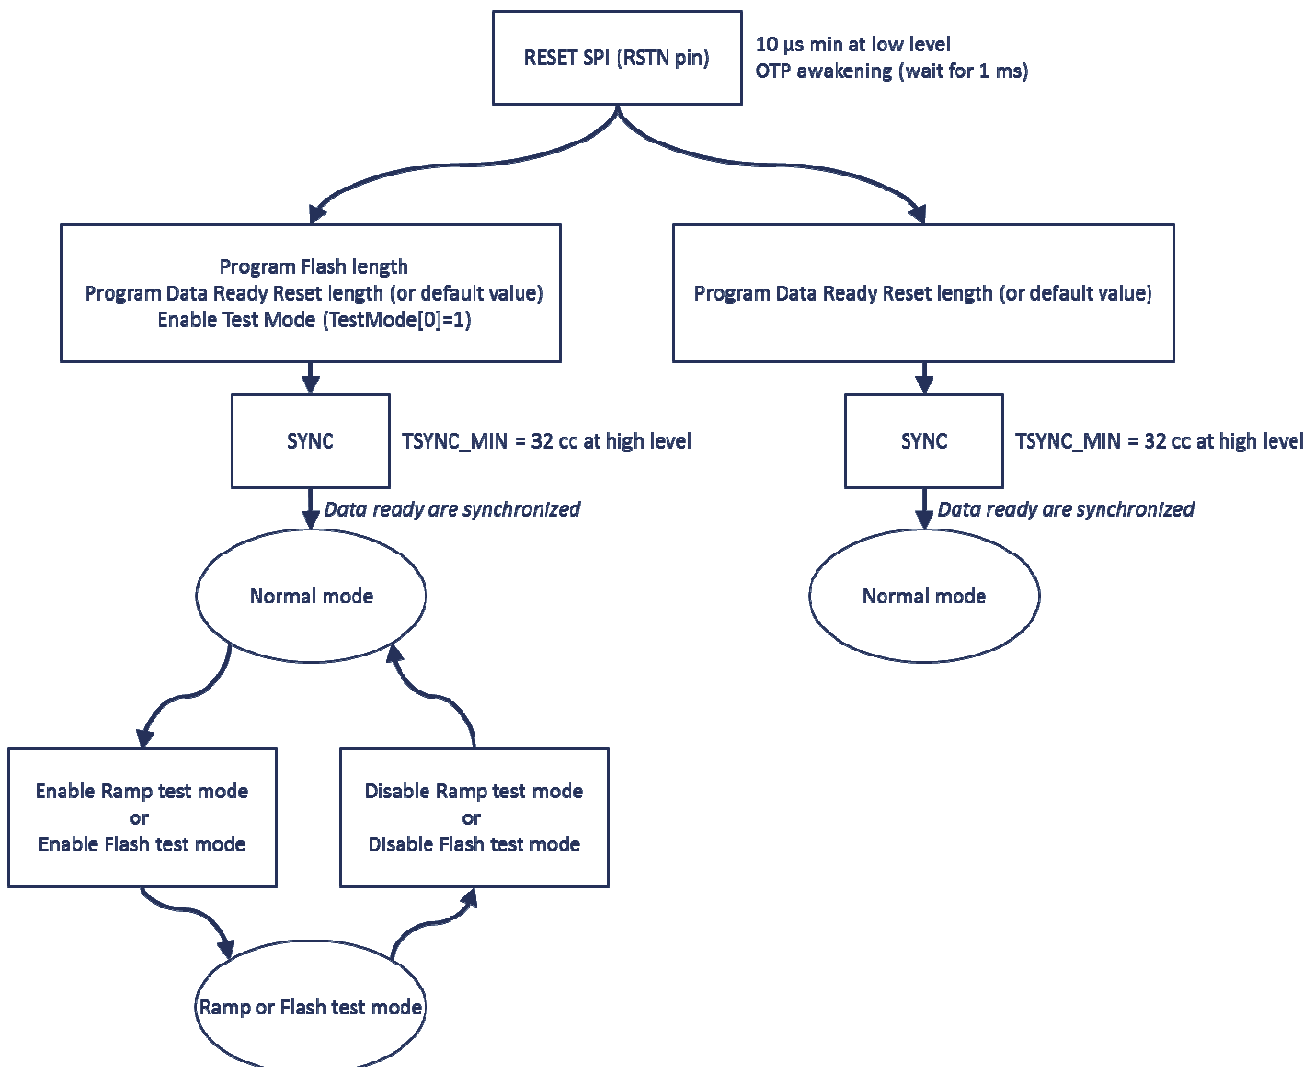 RESET SPI (RSTN pin)
10 µs min at low level
OTP awakening (wait for 1 ms)
Program Flash length
Program Data Ready Reset length (or default value)
Enable Test Mode (TestMode[0]=1)
Program Data Ready Reset length (or default value)
SYNC
TSYNC_MIN = 32 cc at high level
SYNC
TSYNC_MIN = 32 cc at high level
Data ready are synchronized
Data ready are synchronized
Normal mode
Normal mode
Enable Ramp test mode
or
Enable Flash test mode
Disable Ramp test mode
or
Disable Flash test mode
Ramp or Flash test mode